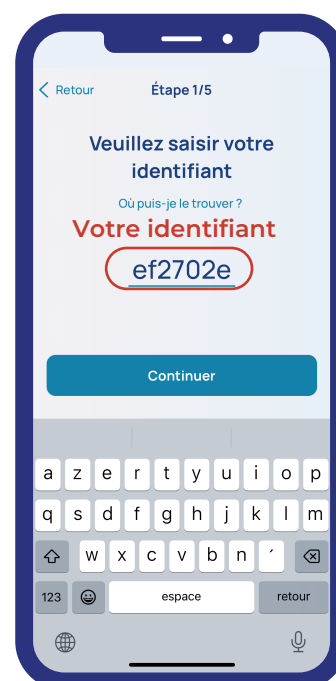 Retour
Étape 1/5
Veuillez saisir votre
identifiant
Où puis-je le trouver ?
Votre identifiant
ef2702e
Continuer
a z e r t y u i o p
q s d f g h j k l m
w x c v b n ´
123 espace retour